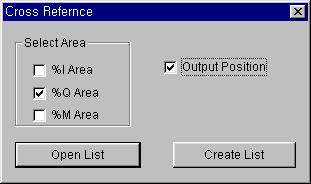 Cross Refernce
Select Area
%I Area
%Q Area
%M Area
Output Position
Open List
Create List